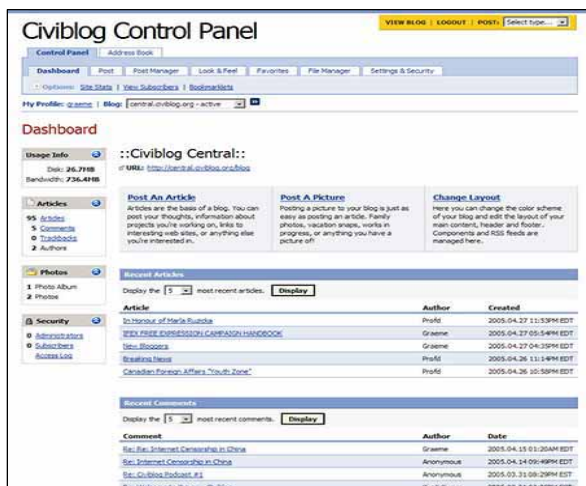 Civiblog Control Panel
VIEW BLOG | LOGOUT | POST: Select type...
Control Panel Address Book
Dashboard Post Post Manager Look & Feel Favorites File Manager Settings & Security
Options: Site Stats | View Subscribers | Bookmarklets
My Profile: graeme | Blog: central.civiblog.org - active
Dashboard
Usage Info
Disk: 26.7MB
Bandwidth: 736.4MB
Articles
95 Articles
5 Comments
0 Trackbacks
2 Authors
Photos
1 Photo Album
2 Photos
Security
0 Administrators
0 Subscribers
Access Log
::Civiblog Central::
URL: http://central.civiblog.org/blog
Post An Article
Articles are the basis of a blog. You can
post your thoughts, information about
projects you're working on, links to
interesting web sites, or anything else
you're interested in.
Post A Picture
Posting a picture to your blog is just as
easy as posting an article. Family
photos, vacation snaps, works in
progress, or anything you have a
picture of!
Change Layout
Here you can change the color scheme
of your blog and edit the layout of your
main content, header and footer.
Components and RSS feeds are
managed here.
Recent Articles
Display the 5 most recent articles. Display
Article Author Created
In Honour of Marla Ruzicka Profd 2005.04.27 11:53PM EDT
IFEX FREE EXPRESSION CAMPAIGN HANDBOOK Graeme 2005.04.27 05:54PM EDT
New Bloggers Graeme 2005.04.27 04:35PM EDT
Breaking News Profd 2005.04.26 11:14PM EDT
Canadian Foreign Affairs "Youth Zone" Profd 2005.04.26 10:58PM EDT
Recent Comments
Display the 5 most recent comments. Display
Comment Author Date
Re: Re: Internet Censorship in China Graeme 2005.04.15 01:20AM EDT
Re: Internet Censorship in China Anonymous 2005.04.14 09:49PM EDT
Re: Civiblog Podcast #1 Anonymous 2005.03.31 08:29PM EST